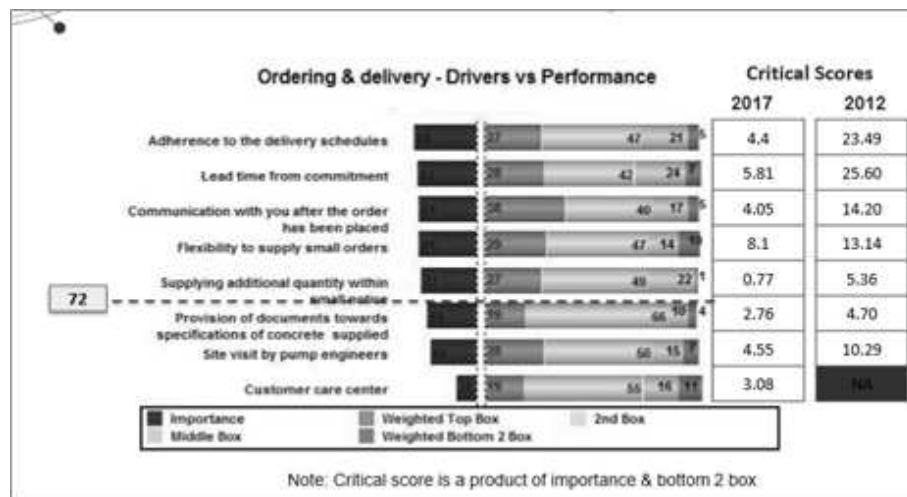 Ordering & delivery - Drivers vs Performance
Critical Scores
2017 2012
Adherence to the delivery schedules 27 47 21 5 4.4 23.49
Lead time from commitment 28 42 24 7 5.81 25.60
Communication with you after the order
has been placed 38 40 17 5 4.05 14.20
Flexibility to supply small orders 47 14 10 8.1 13.14
Supplying additional quantity within 27 22 1 0.77 5.36
72
Provision of documents towards
specifications of concrete supplied 19 66 10 4 2.76 4.70
Site visit by pump engineers 28 50 15 7 4.55 10.29
Customer care center 55 16 11 3.08 NA
Importance Weighted Top Box 2nd Box
Middle Box Weighted Bottom 2 Box
Note: Critical score is a product of importance & bottom 2 box